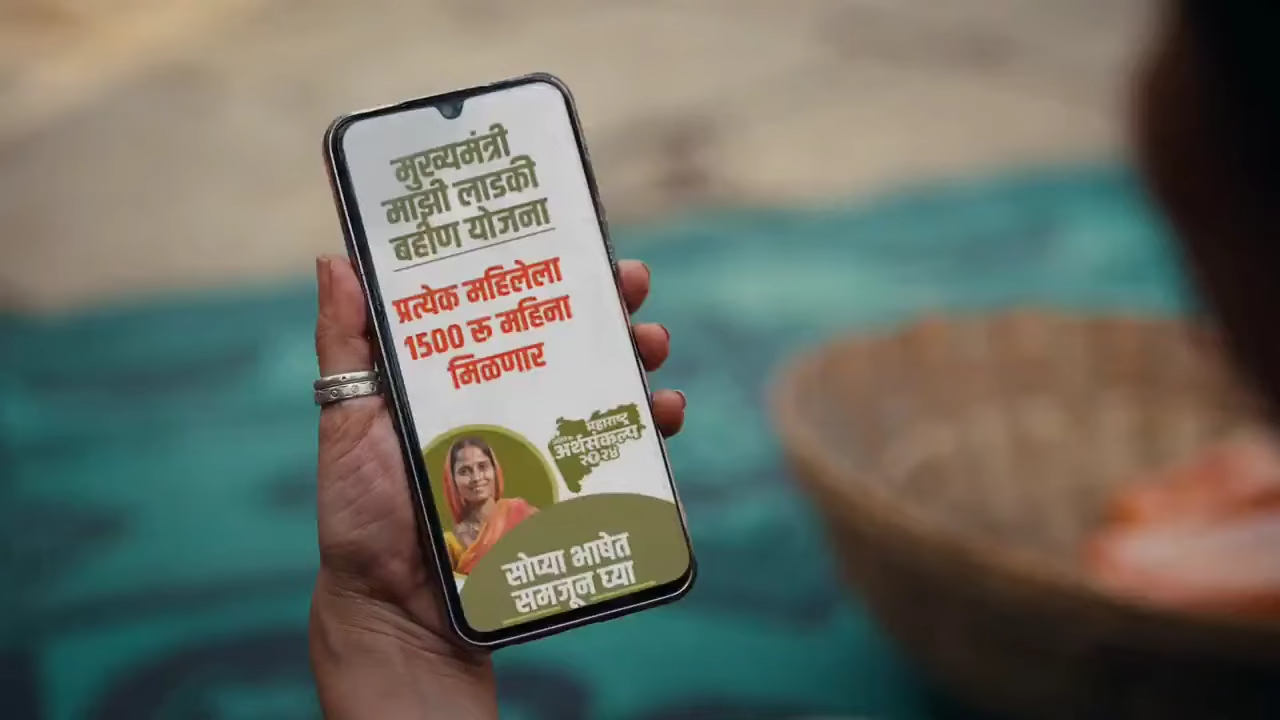 मुख्यमंत्री
माझी लाडकी
बहीण योजना
प्रत्येक महिलेला
1500 रु महिना
मिळणार
महाराष्ट्र
अर्थसंकल्प
२०२४
सोप्या भाषेत
समजून घ्या